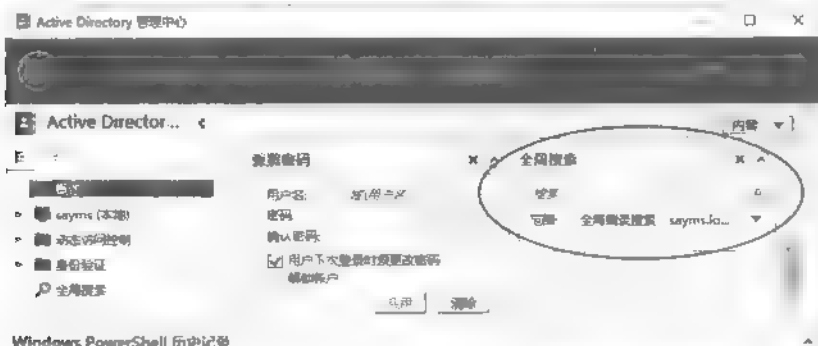 Active Directory 管理中心
Active Director...
内容
重置密码
全局搜索
概述
用户名:
搜索
sayms (本地)
密码:
范围:
全局编录搜索
sayms.lo...
动态访问控制
确认密码:
身份验证
用户下次登录时须更改密码
解锁帐户
全局搜索
应用
清除
Windows PowerShell 历史记录